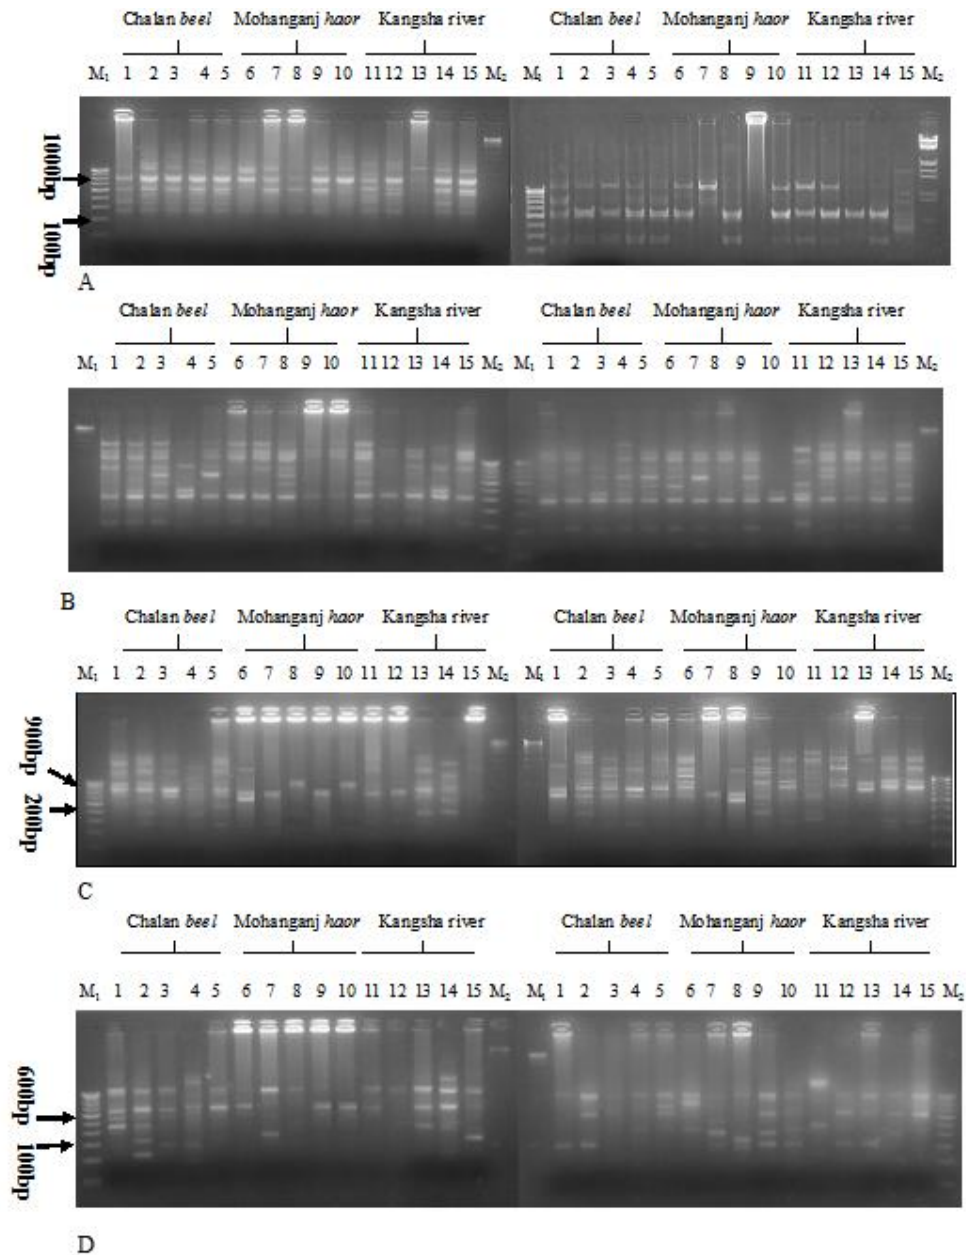 Chalan beel Mohanganj haor Kangsha river Chalan beel Mohanganj haor Kangsha river
M₁ 1 2 3 4 5 6 7 8 9 10 11 12 13 14 15 M₂ M₁ 1 2 3 4 5 6 7 8 9 10 11 12 13 14 15 M₂
1000bp
100bp
A
Chalan beel Mohanganj haor Kangsha river Chalan beel Mohanganj haor Kangsha river
M₁ 1 2 3 4 5 6 7 8 9 10 11 12 13 14 15 M₂ 1 2 3 4 5 6 7 8 9 10 11 12 13 14 15 M₂
B
Chalan beel Mohanganj haor Kangsha river Chalan beel Mohanganj haor Kangsha river
M₁ 1 2 3 4 5 6 7 8 9 10 11 12 13 14 15 M₂ M₁ 1 2 3 4 5 6 7 8 9 10 11 12 13 14 15 M₂
900bp
200bp
C
Chalan beel Mohanganj haor Kangsha river Chalan beel Mohanganj haor Kangsha river
M₁ 1 2 3 4 5 6 7 8 9 10 11 12 13 14 15 M₂ M₁ 1 2 3 4 5 6 7 8 9 10 11 12 13 14 15 M₂
600bp
100bp
D